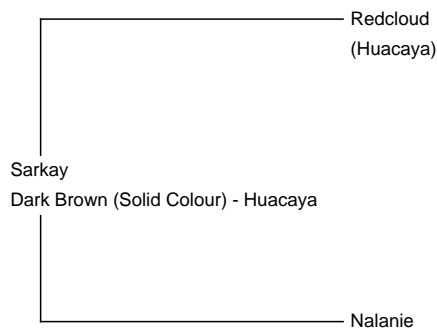 Redcloud
(Huacaya)
Sarkay
Dark Brown (Solid Colour) - Huacaya
Nalanie